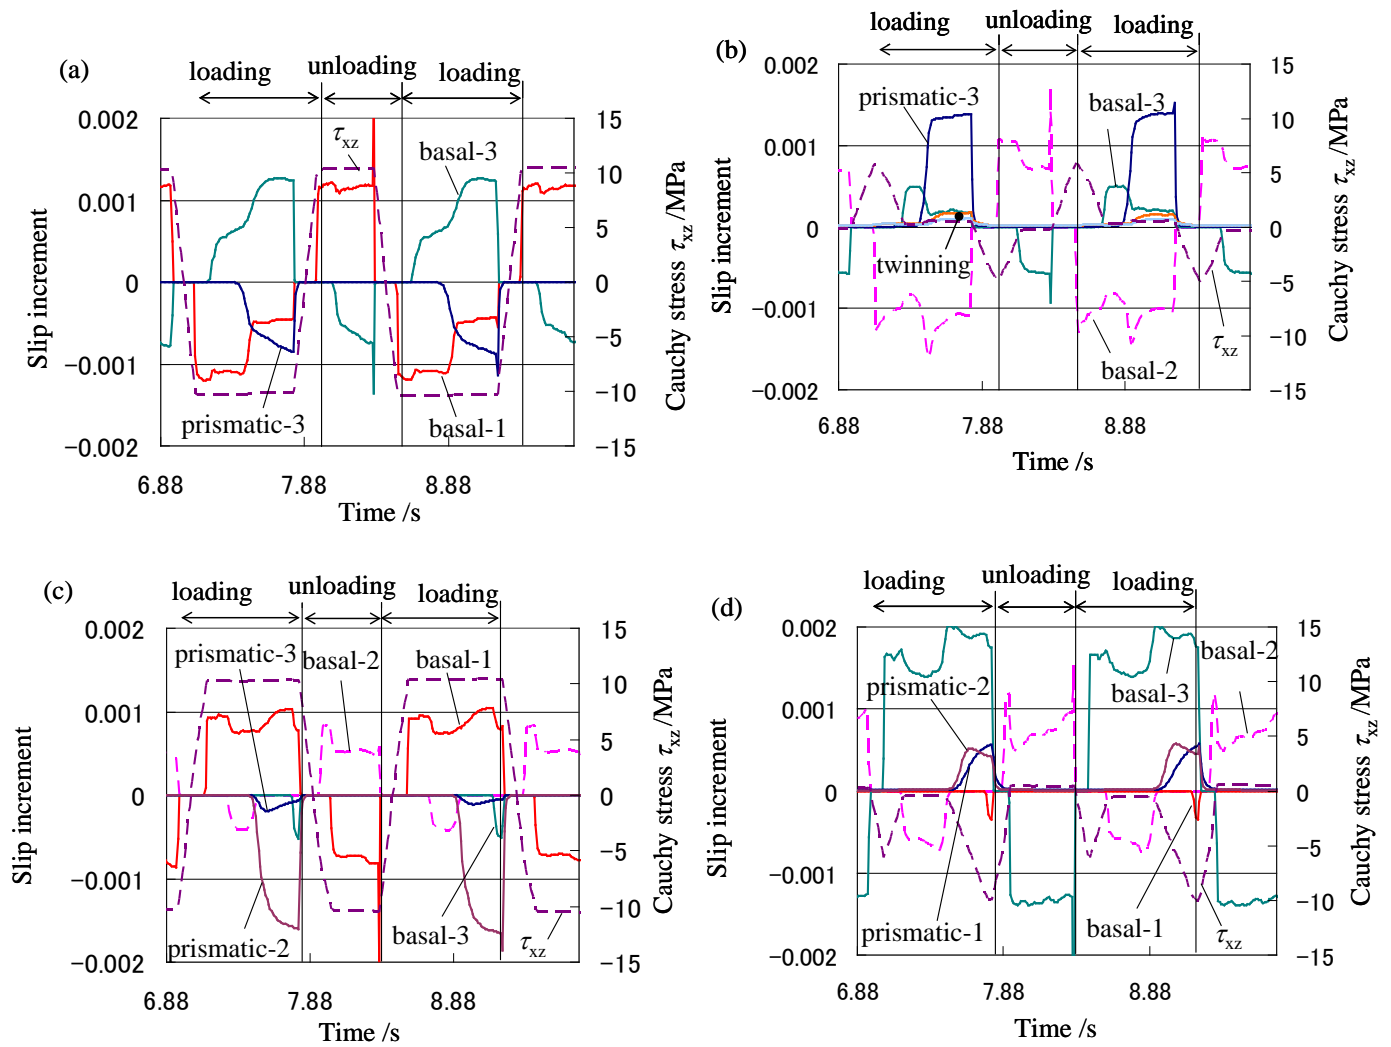 (a)
loading
unloading
loading
0.002
0.001
0
−0.001
−0.002
15
10
5
0
−5
−10
−15
τxz
basal-3
prismatic-3
basal-1
6.88
7.88
8.88
Time /s
Slip increment
Cauchy stress τxz /MPa
(b)
loading
unloading
loading
0.002
0.001
0
−0.001
−0.002
15
10
5
0
−5
−10
−15
prismatic-3
basal-3
twinning
basal-2
τxz
6.88
7.88
8.88
Time /s
Slip increment
Cauchy stress τxz /MPa
(c)
loading
unloading
loading
0.002
0.001
0
−0.001
−0.002
15
10
5
0
−5
−10
−15
prismatic-3
basal-2
basal-1
prismatic-2
basal-3
τxz
6.88
7.88
8.88
Time /s
Slip increment
Cauchy stress τxz /MPa
(d)
loading
unloading
loading
0.002
0.001
0
−0.001
−0.002
15
10
5
0
−5
−10
−15
basal-2
prismatic-2
basal-3
prismatic-1
basal-1
τxz
6.88
7.88
8.88
Time /s
Slip increment
Cauchy stress τxz /MPa